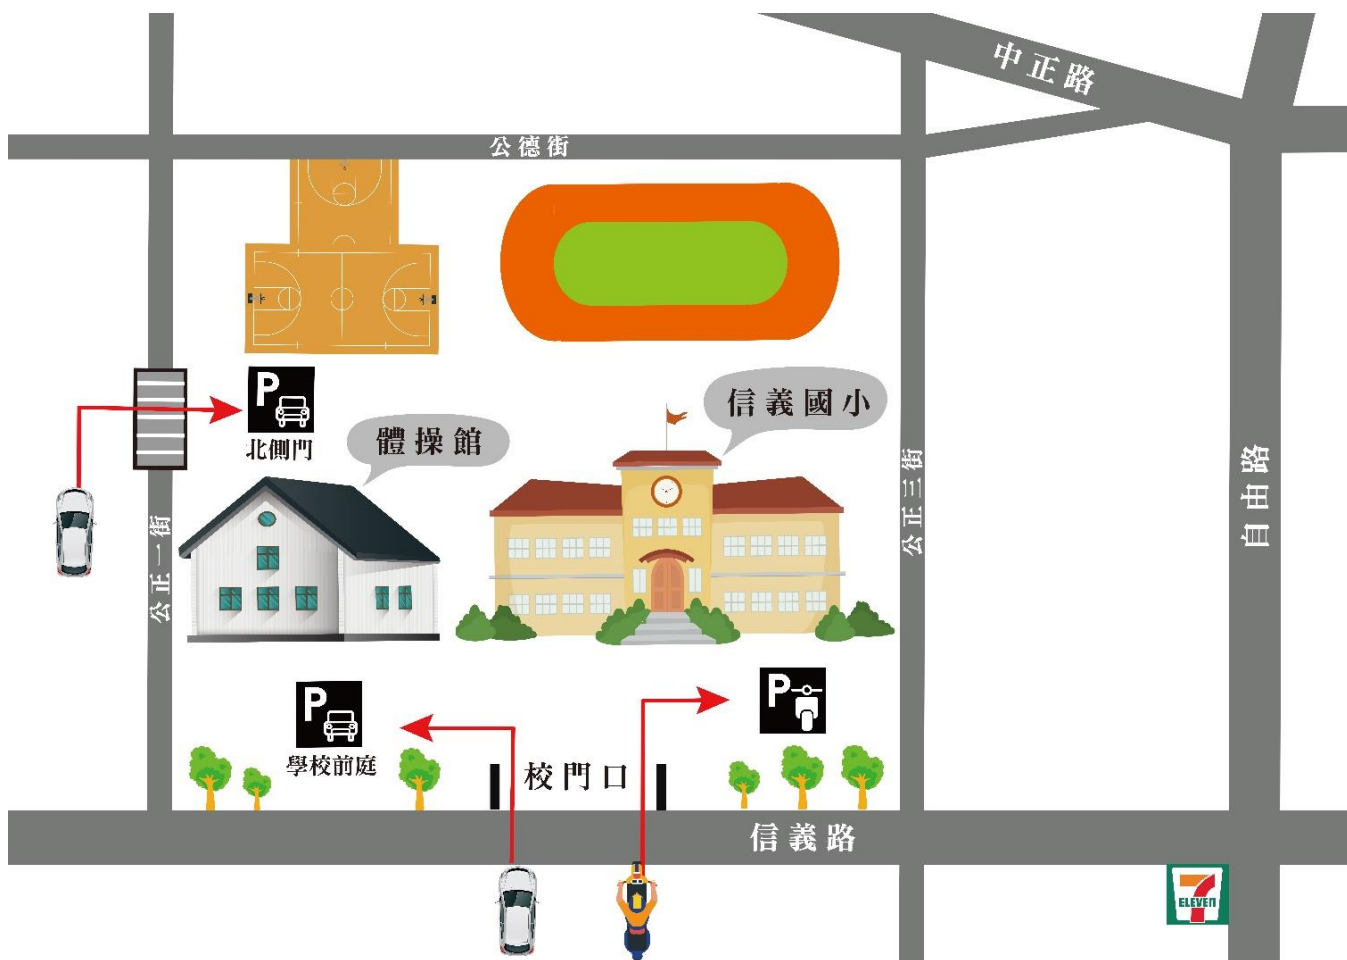 中正路
公德街
P
北側門
體操館
信義國小
公正一街
公正三街
自由路
P
學校前庭
校門口
P
信義路
7
ELEVEN